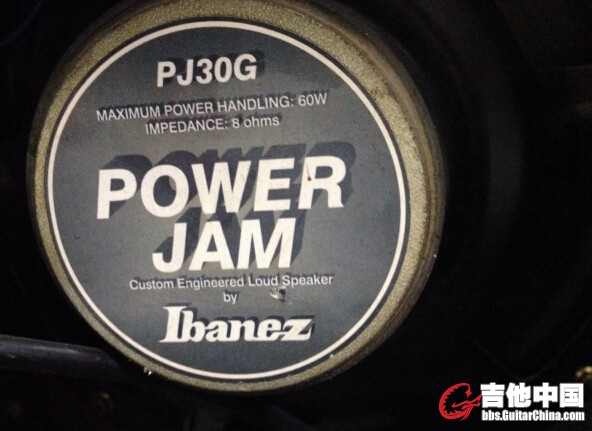 PJ30G
MAXIMUM POWER HANDLING: 60W
IMPEDANCE: 8 ohms
POWER
JAM
Custom Engineered Loud Speaker
by
Ibanez
吉他中国
bbs.GuitarChina.com